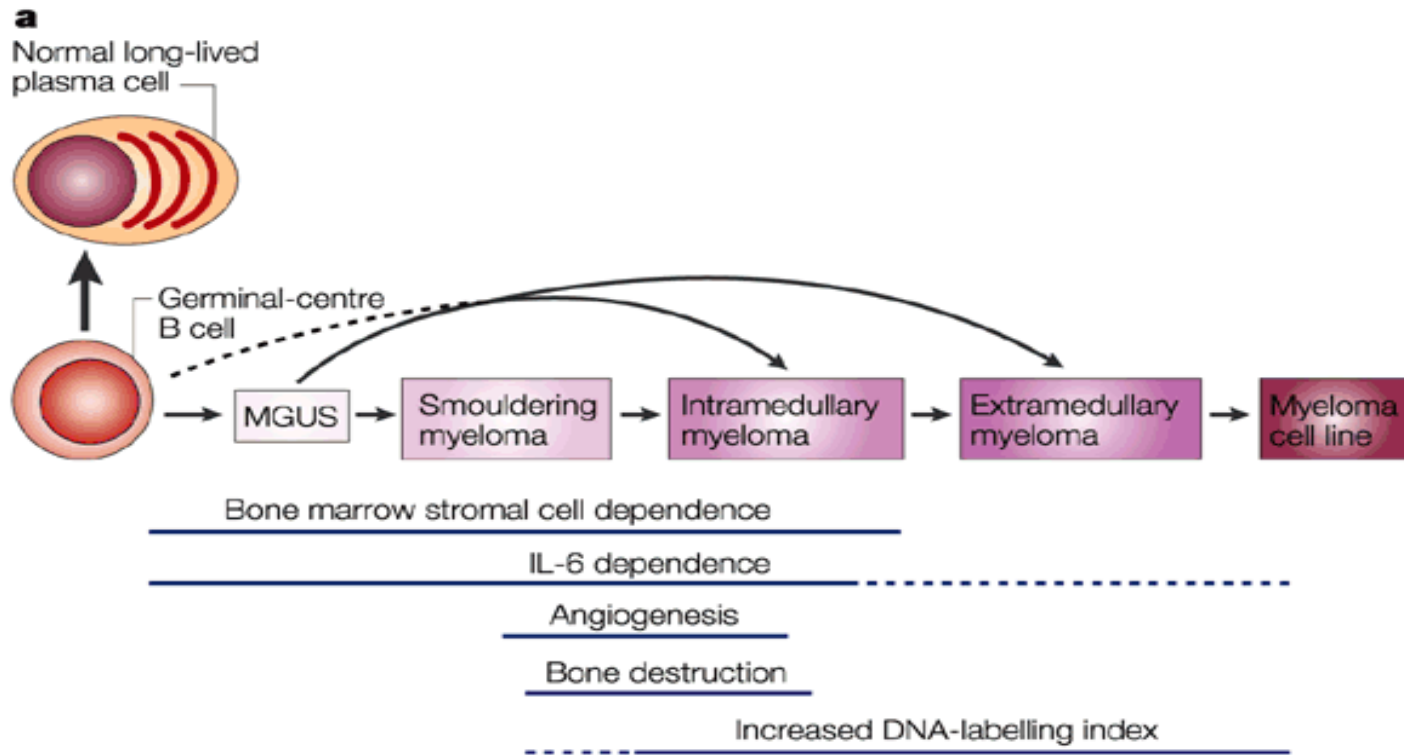 a
Normal long-lived
plasma cell
Germinal-centre
B cell
MGUS
Smouldering
myeloma
Intramedullary
myeloma
Extramedullary
myeloma
Myeloma
cell line
Bone marrow stromal cell dependence
IL-6 dependence
Angiogenesis
Bone destruction
Increased DNA-labelling index